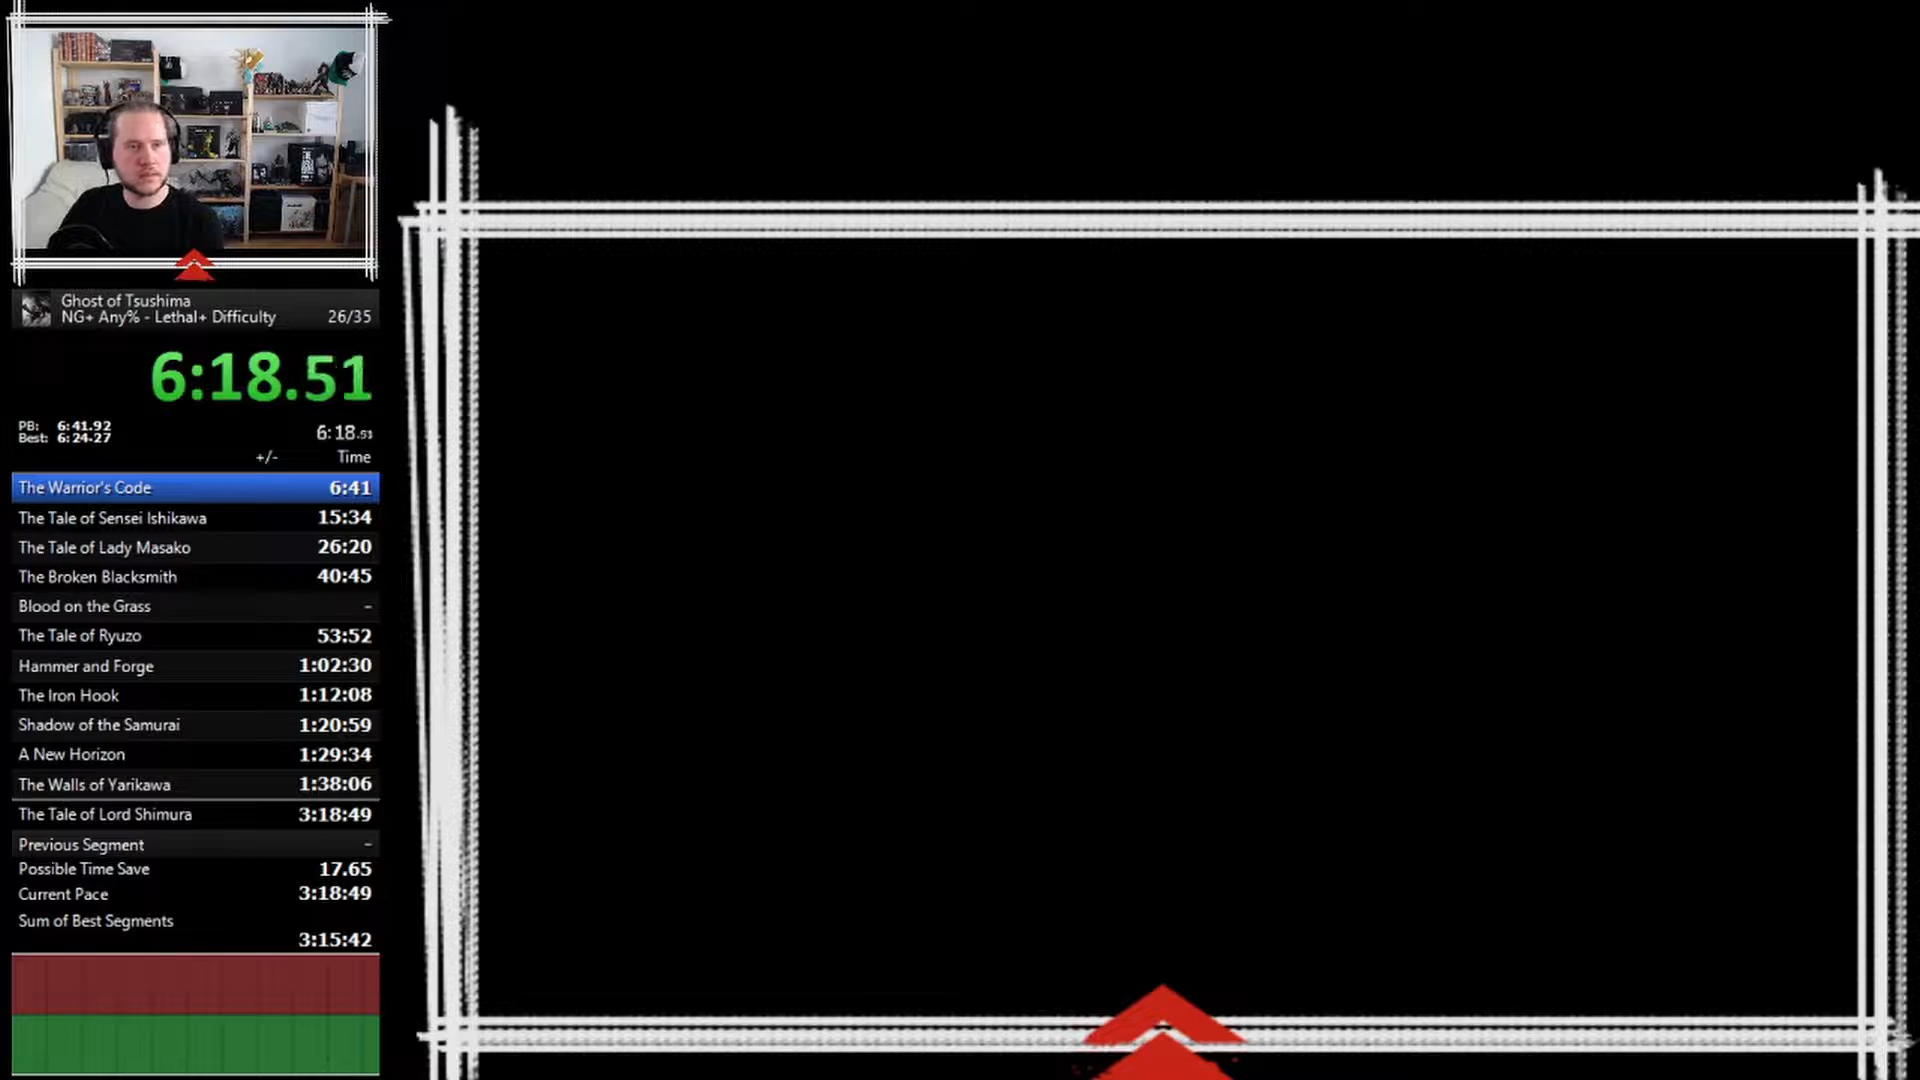 Ghost of Tsushima
NG+ Any% - Lethal+ Difficulty 26/35
6:18.51
PB: 6:41.92
Best: 6:24.27
6:18.51
+/- Time
The Warrior's Code 6:41
The Tale of Sensei Ishikawa 15:34
The Tale of Lady Masako 26:20
The Broken Blacksmith 40:45
Blood on the Grass -
The Tale of Ryuzo 53:52
Hammer and Forge 1:02:30
The Iron Hook 1:12:08
Shadow of the Samurai 1:20:59
A New Horizon 1:29:34
The Walls of Yarikawa 1:38:06
The Tale of Lord Shimura 3:18:49
Previous Segment -
Possible Time Save 17.65
Current Pace 3:18:49
Sum of Best Segments
3:15:42